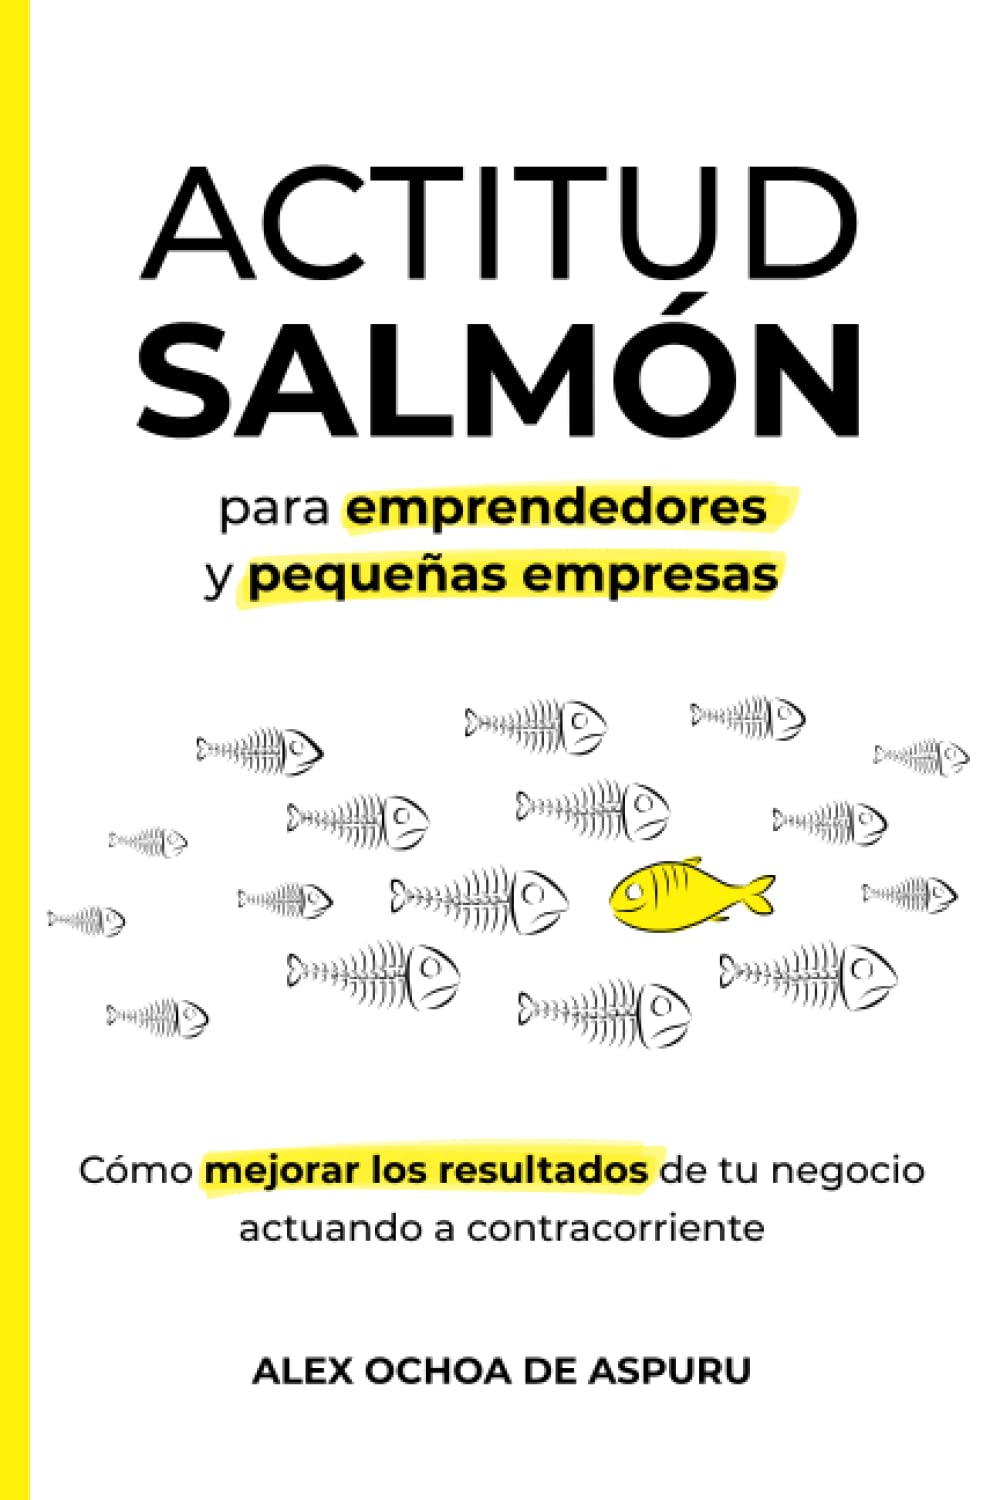 ACTITUD
SALMÓN
para emprendedores
y pequeñas empresas
Cómo mejorar los resultados de tu negocio
actuando a contracorriente
ALEX OCHOA DE ASPURU